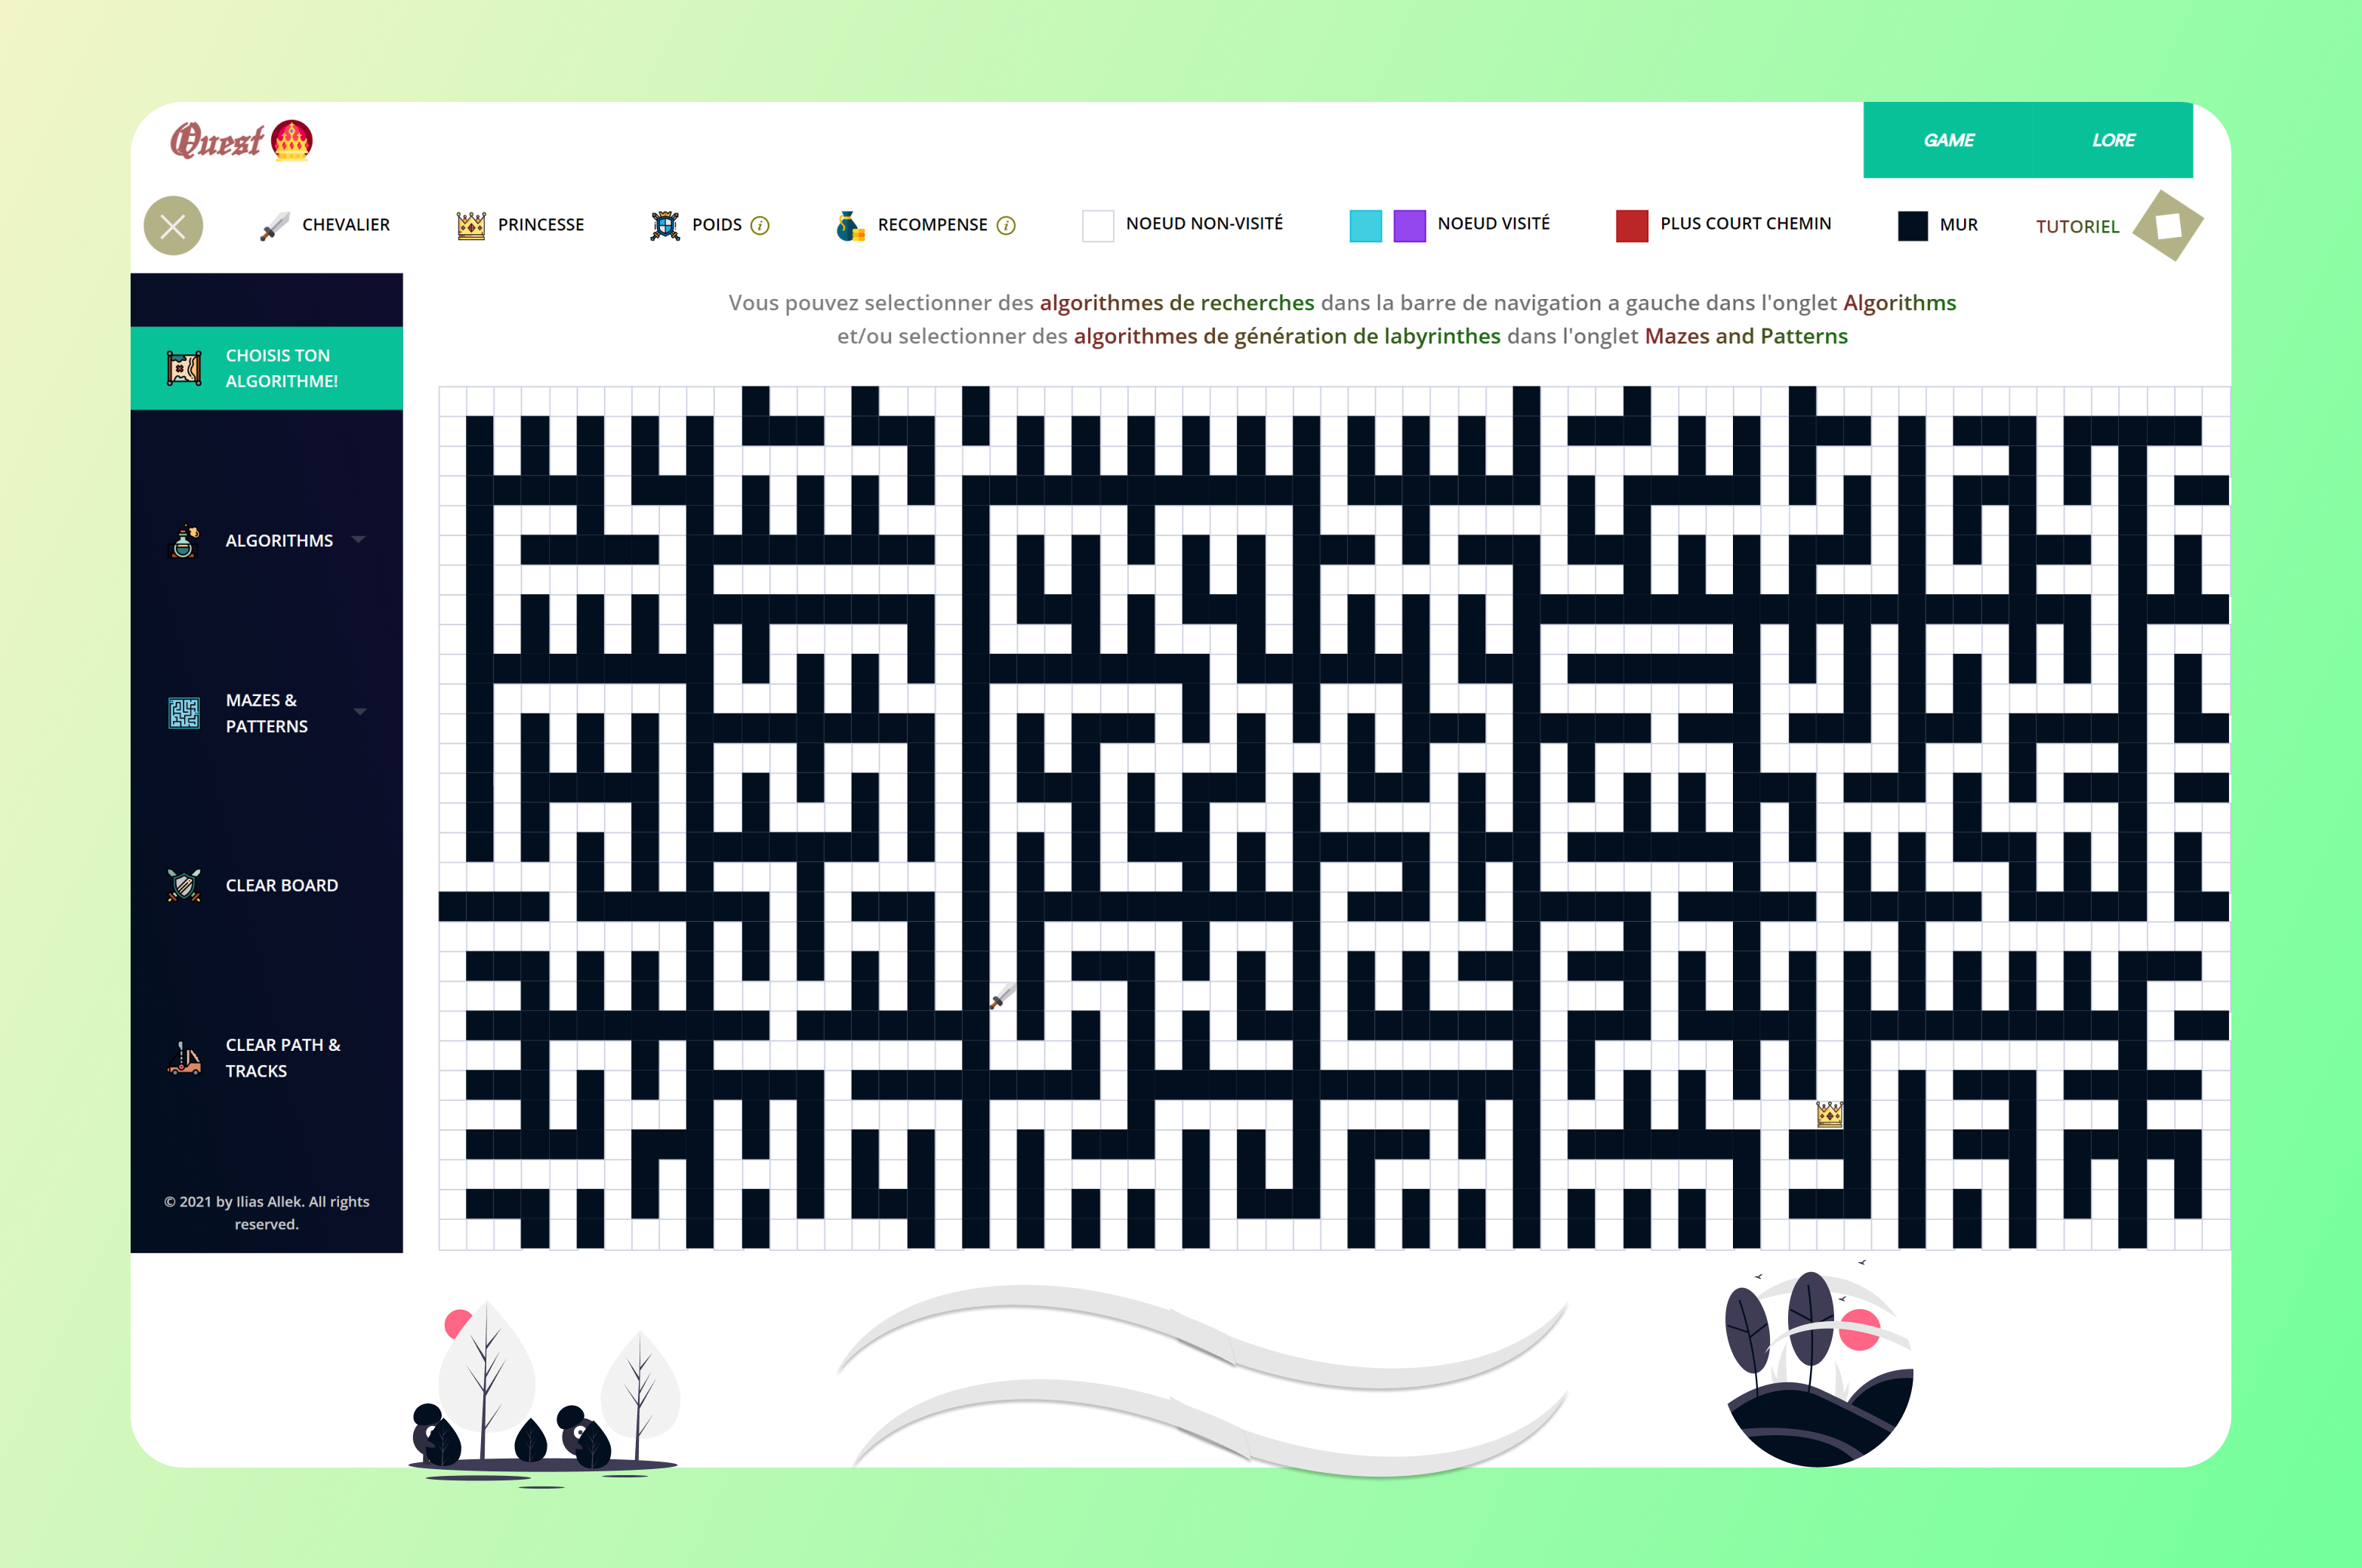 Quest
GAME
LORE
CHEVALIER
PRINCESSE
POIDS i
RECOMPENSE i
NOEUD NON-VISITÉ
NOEUD VISITÉ
PLUS COURT CHEMIN
MUR
TUTORIEL
Vous pouvez selectionner des algorithmes de recherches dans la barre de navigation a gauche dans l'onglet Algorithms
et/ou selectionner des algorithmes de génération de labyrinthes dans l'onglet Mazes and Patterns
CHOISIS TON
ALGORITHME!
ALGORITHMS
MAZES &
PATTERNS
CLEAR BOARD
CLEAR PATH &
TRACKS
© 2021 by Ilias Allek. All rights
reserved.